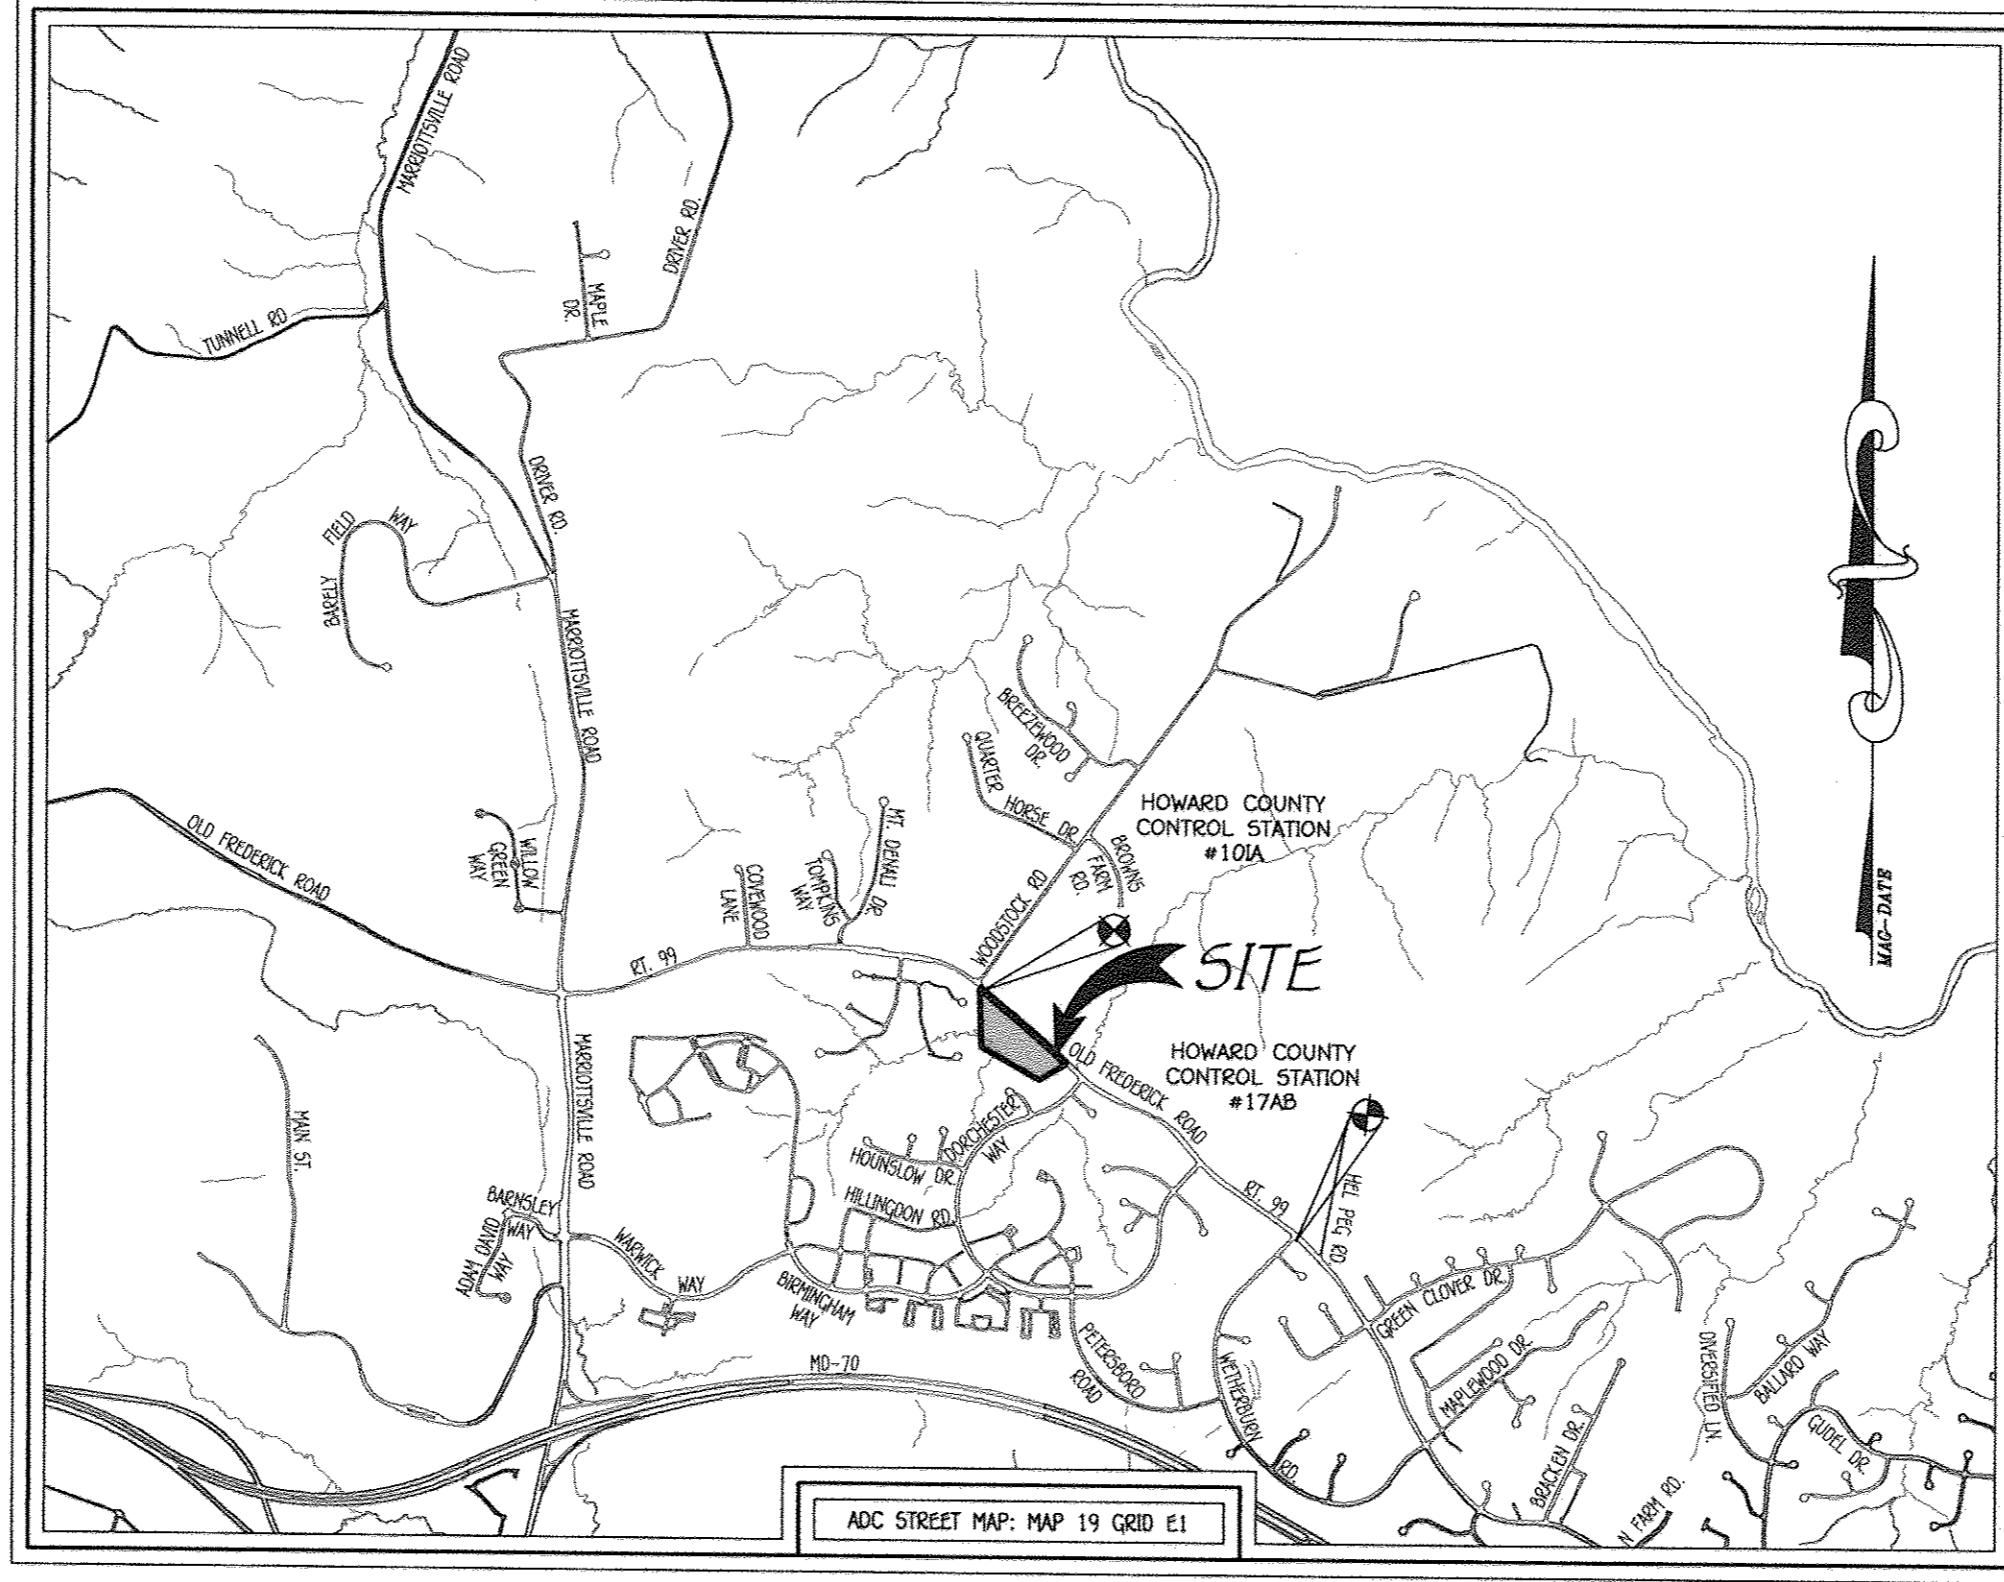 MARRIOTTSVILLE ROAD
DRIVER RD.
MAPLE
DR.
TUNNELL RD
DRIVER RD.
FIELD
WAY
BARELY
MARRIOTTSVILLE ROAD
BREEZEWOOD
DR.
QUARTER
HORSE DR.
HOWARD COUNTY
CONTROL STATION
#10IA
OLD FREDERICK ROAD
WILLOW
GREEN
WAY
MT. DENALI DR.
TOMPKINS
WAY
COVEWOOD
LANE
BROWNS
FARM
RD.
WOODSTOCK RD
MAG-DATE
RT. 99
SITE
HOWARD COUNTY
CONTROL STATION
#17AB
OLD FREDERICK ROAD
MARRIOTTSVILLE ROAD
MAIN ST.
DORCHESTER
WAY
HOUNSLOW DR.
HILLINGDON RD.
BARNSLEY
WAY
ADAM DAVID
WAY
WARWICK
WAY
BIRMINGHAM
WAY
RT. 99
HEL PEG RD
GREEN CLOVER DR.
PETERSBORO
ROAD
WETHERBURN
RD.
MAPLEWOOD DR.
DIVERSIFIED LN.
BALLARD WAY
GUDEL DR.
BRACKEN DR.
N FARM RD.
MD-70
ADC STREET MAP: MAP 19 GRID E1